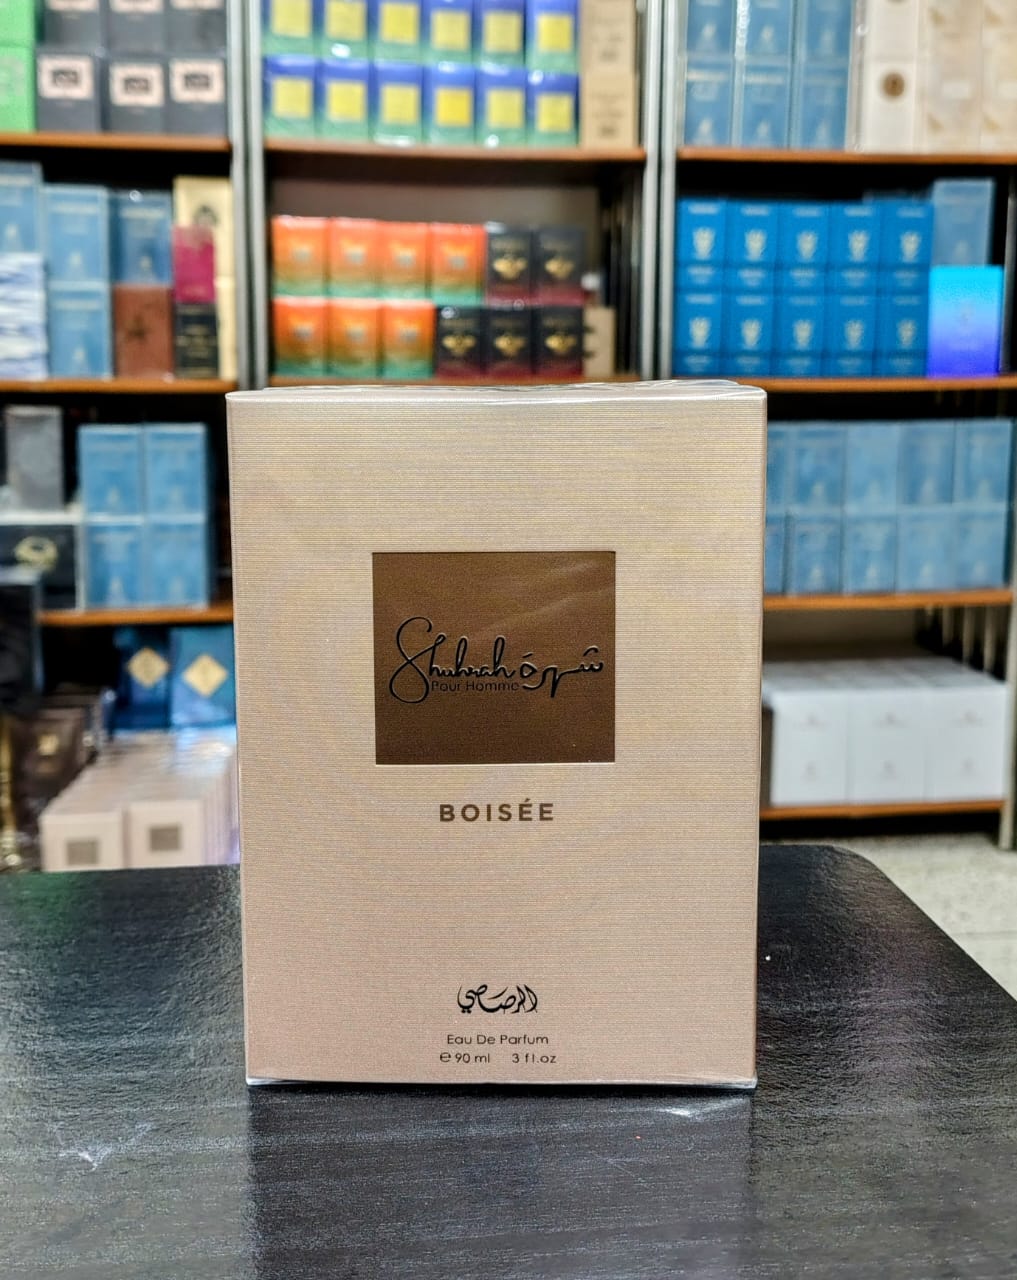 Shuhrah شهرة
Pour Homme
BOISÉE
الرصاصي
Eau De Parfum
℮ 90 ml 3 fl.oz